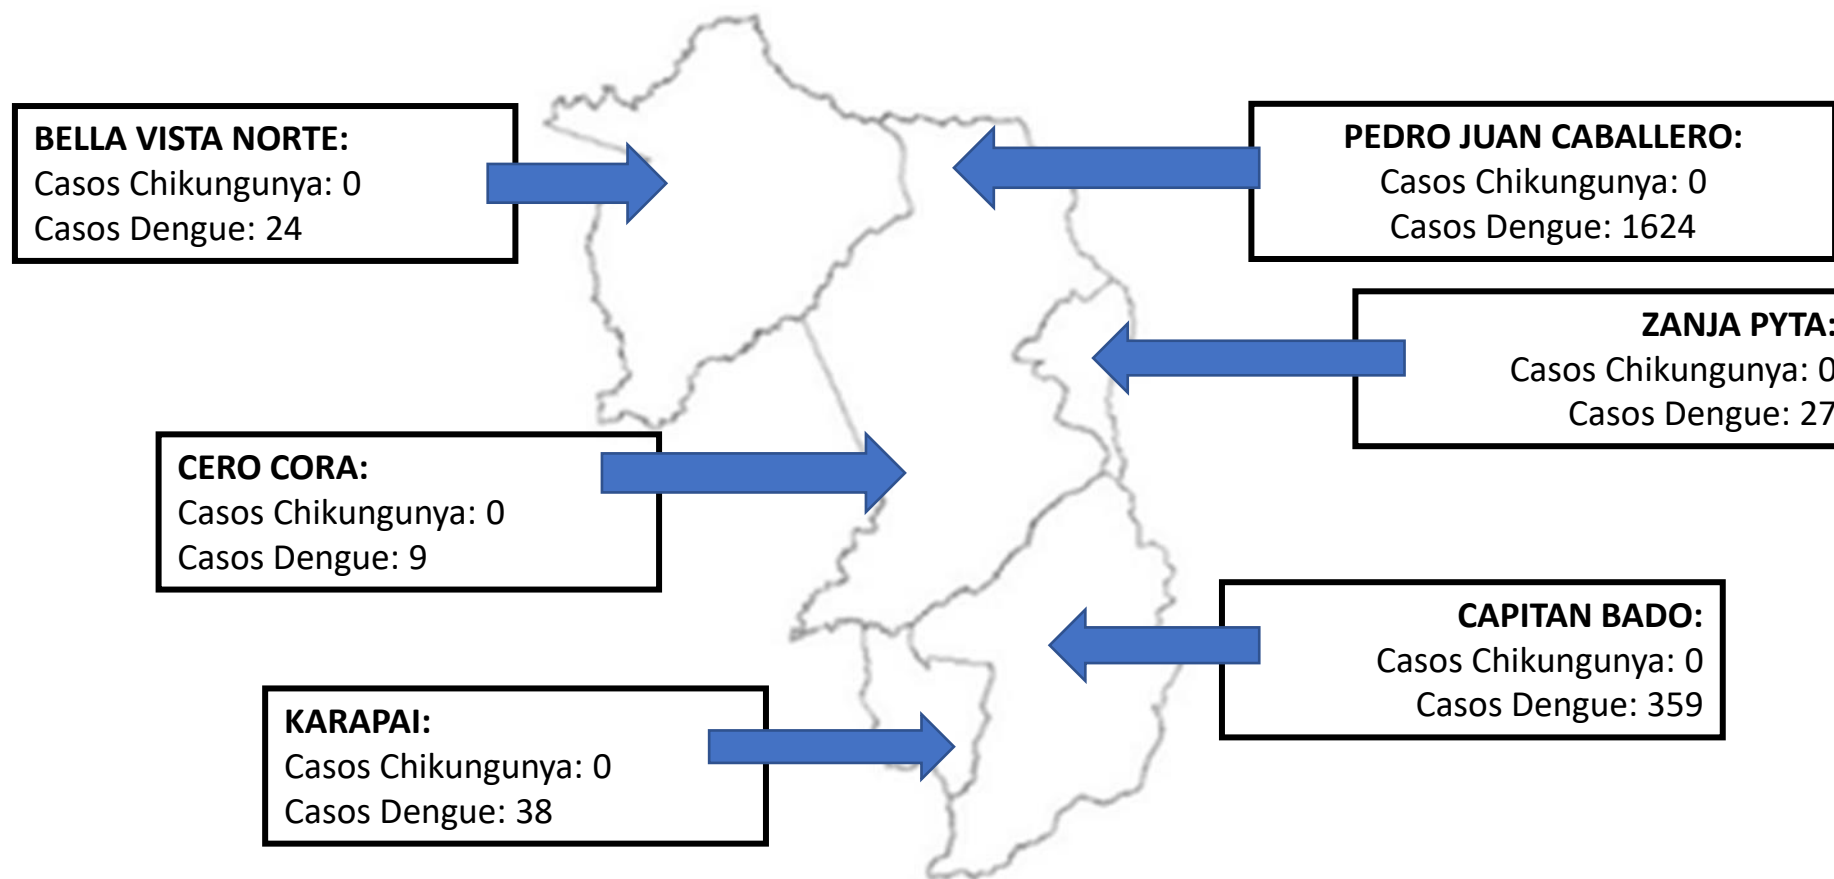 BELLA VISTA NORTE:
Casos Chikungunya: 0
Casos Dengue: 24
PEDRO JUAN CABALLERO:
Casos Chikungunya: 0
Casos Dengue: 1624
ZANJA PYTA:
Casos Chikungunya: 0
Casos Dengue: 27
CERO CORA:
Casos Chikungunya: 0
Casos Dengue: 9
CAPITAN BADO:
Casos Chikungunya: 0
Casos Dengue: 359
KARAPAI:
Casos Chikungunya: 0
Casos Dengue: 38